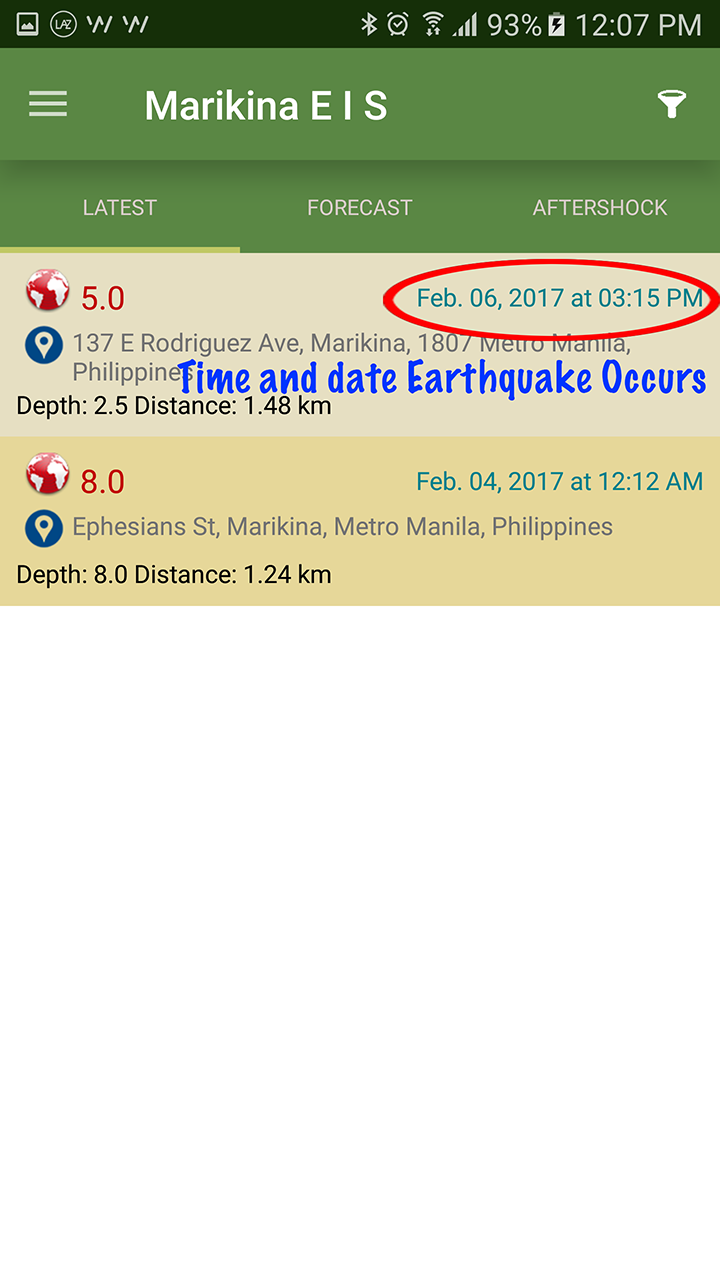 LAZ
93% 12:07 PM
Marikina E I S
LATEST FORECAST AFTERSHOCK
5.0 Feb. 06, 2017 at 03:15 PM
137 E Rodriguez Ave, Marikina, 1807 Metro Manila,
Philippines
Time and date Earthquake Occurs
Depth: 2.5 Distance: 1.48 km
8.0 Feb. 04, 2017 at 12:12 AM
Ephesians St, Marikina, Metro Manila, Philippines
Depth: 8.0 Distance: 1.24 km